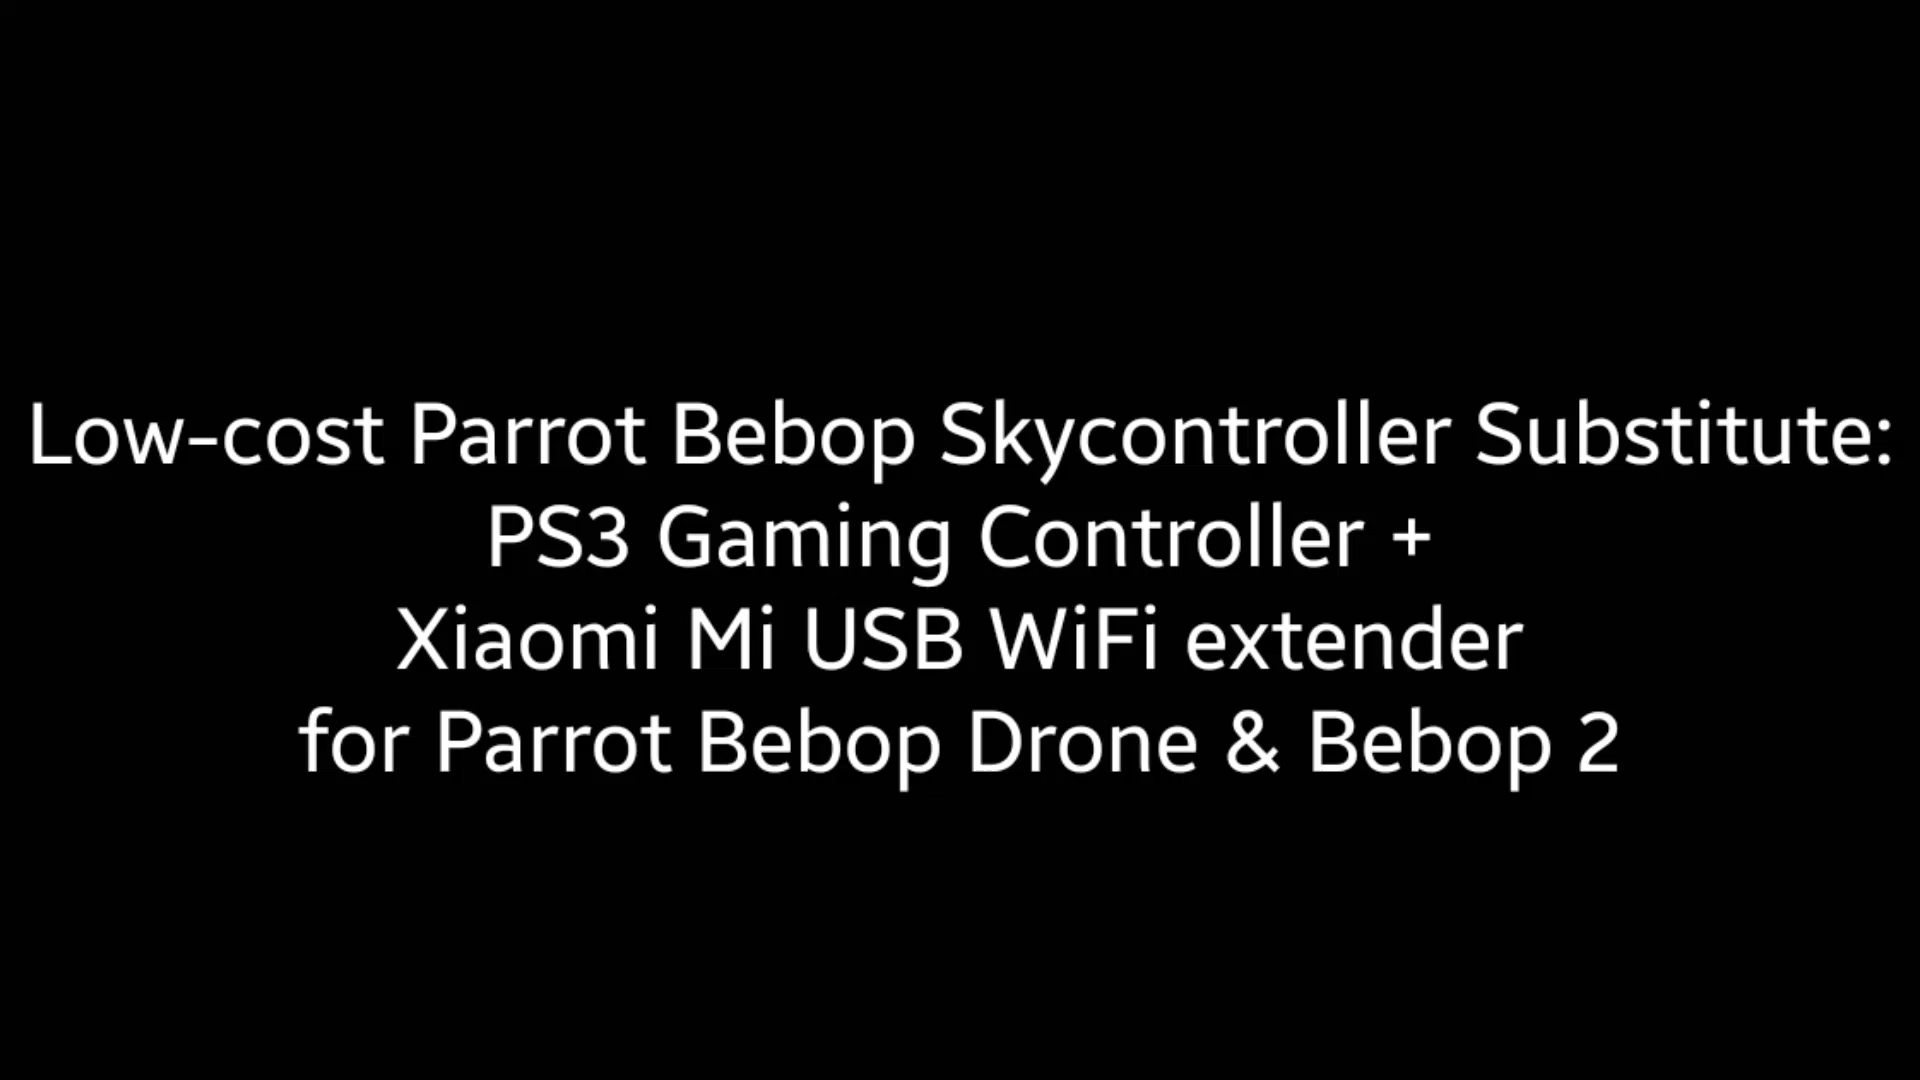 Low-cost Parrot Bebop Skycontroller Substitute:
PS3 Gaming Controller +
Xiaomi Mi USB WiFi extender
for Parrot Bebop Drone & Bebop 2